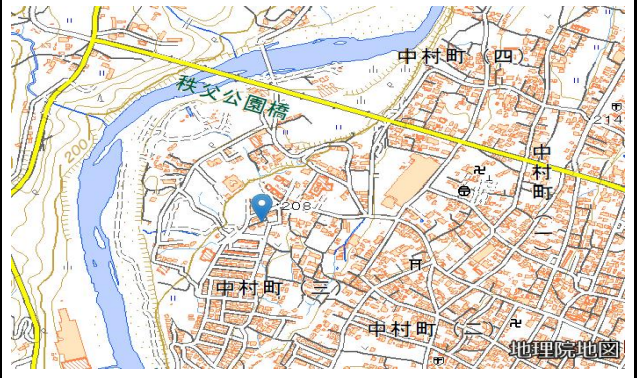 中村町(四)
秩父公園橋
200
214
中村町(一)
208
中村町(三)
中村町(二)
地理院地図